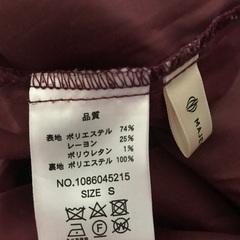 品質
表地 ポリエステル 74%
レーヨン 25%
ポリウレタン 1%
裏地 ポリエステル 100%
NO.1086045215
SIZE S
MAJE